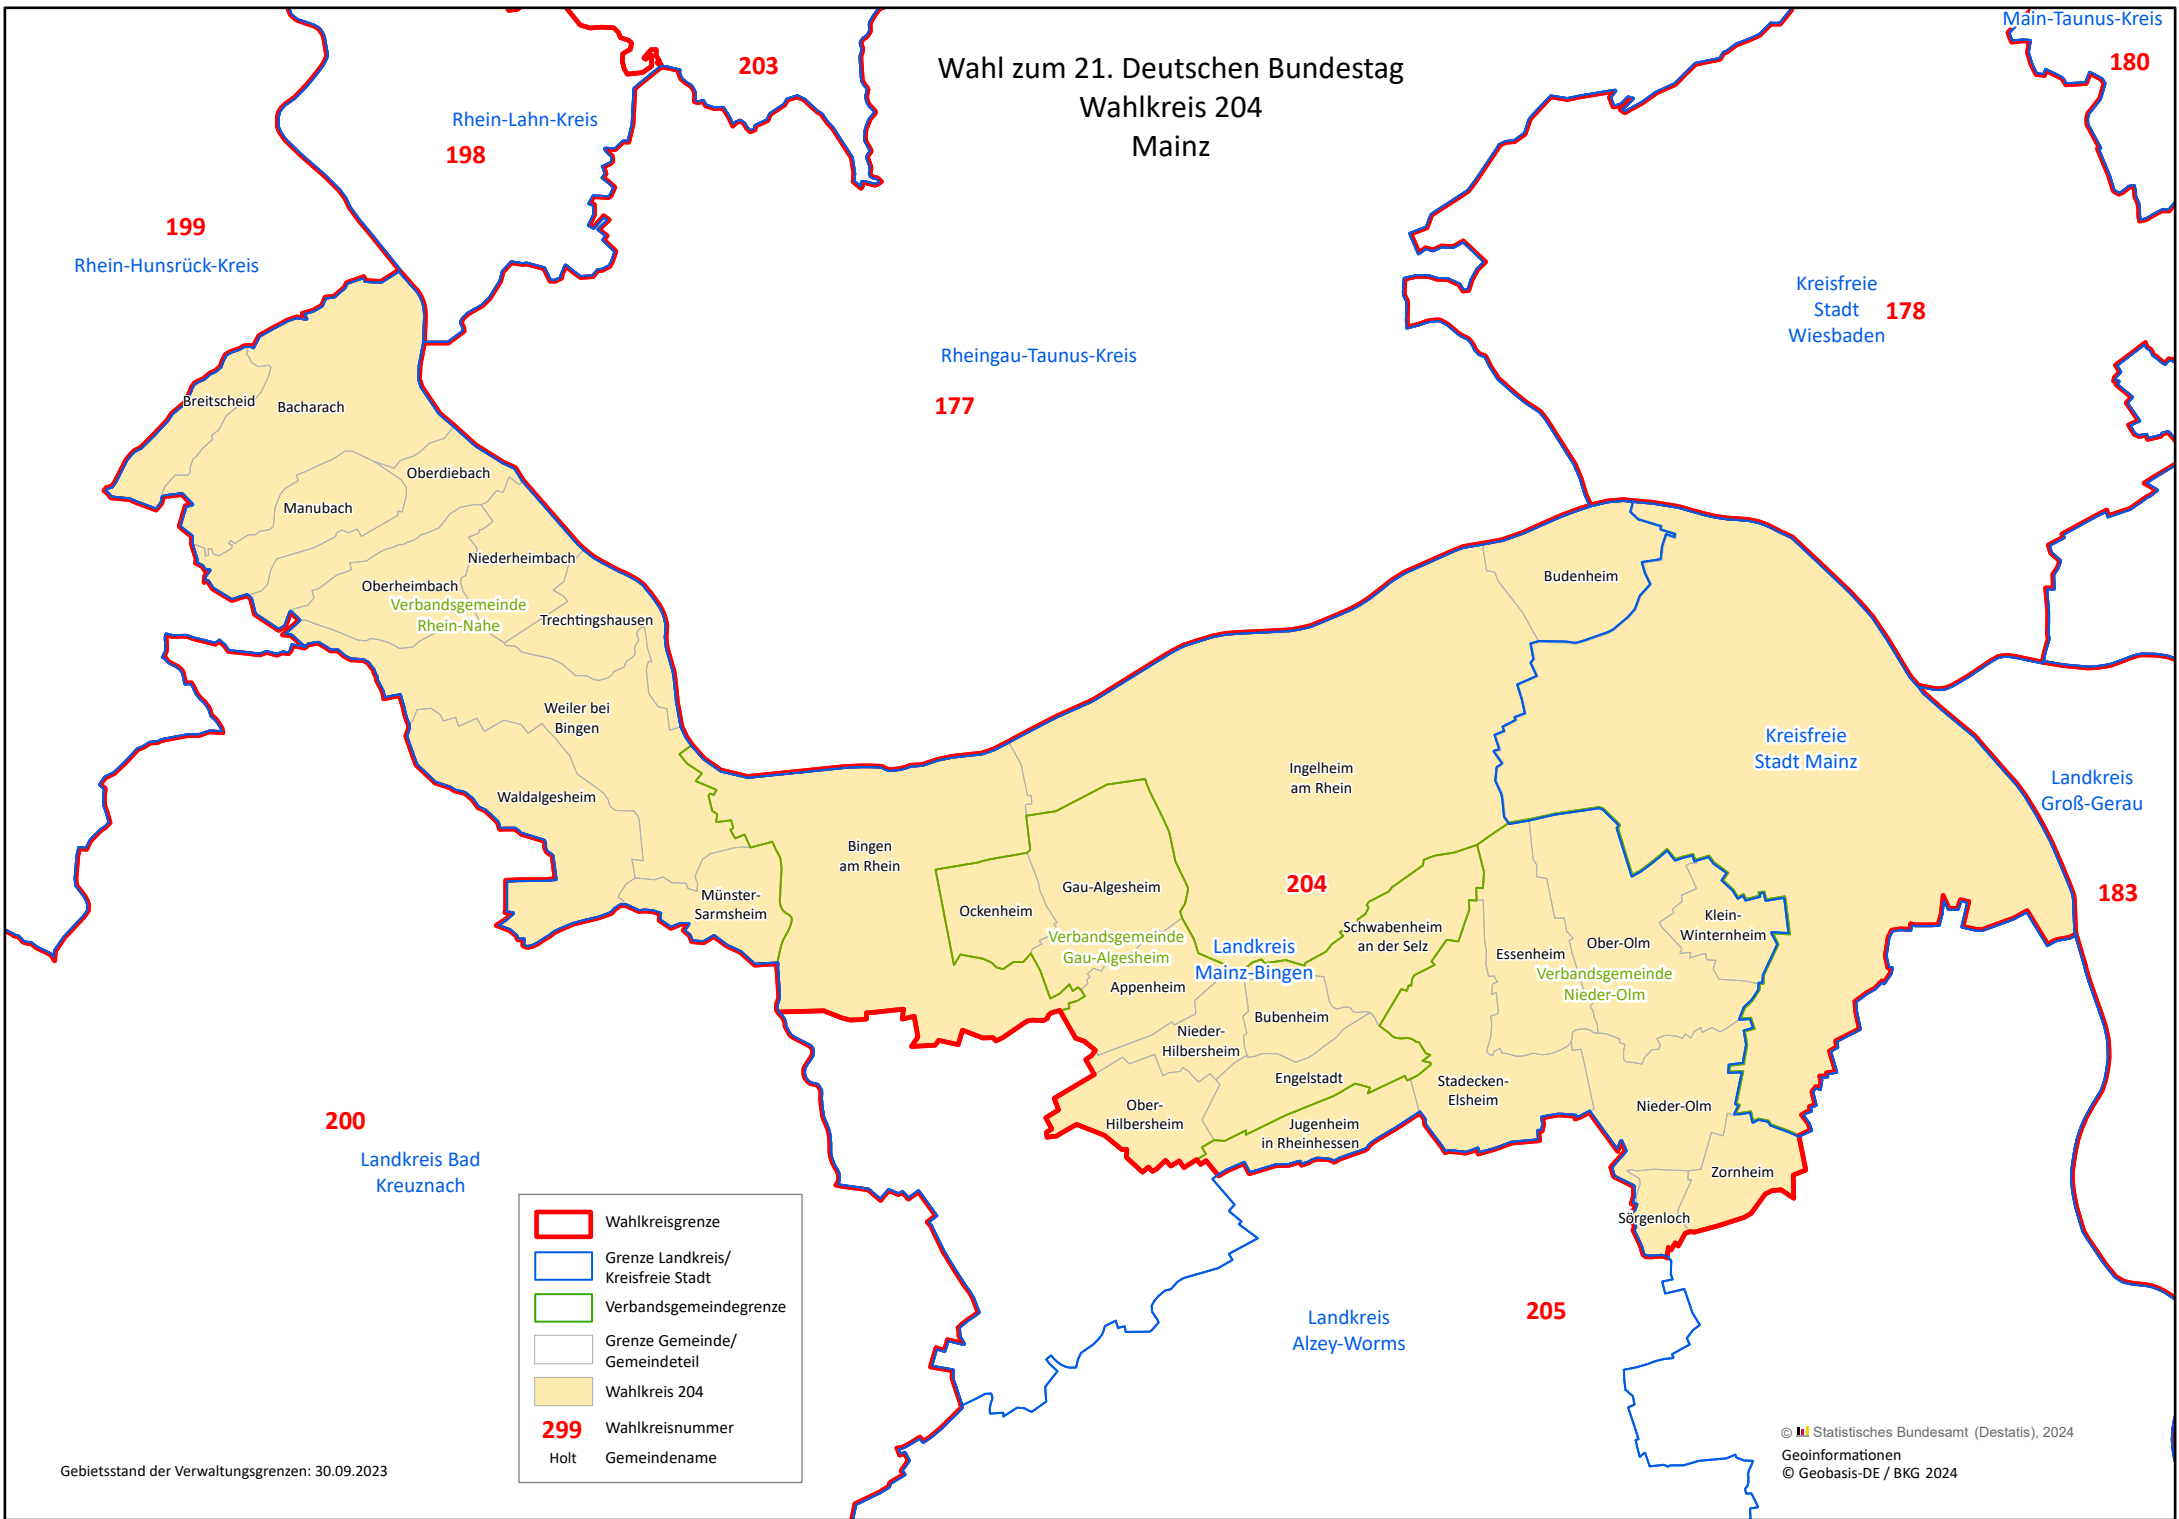 Wahl zum 21. Deutschen Bundestag
Wahlkreis 204
Mainz
Main-Taunus-Kreis
180
203
Rhein-Lahn-Kreis
198
199
Rhein-Hunsrück-Kreis
Kreisfreie
Stadt
Wiesbaden
178
Rheingau-Taunus-Kreis
177
Breitscheid
Bacharach
Oberdiebach
Manubach
Niederheimbach
Oberheimbach
Verbandsgemeinde
Rhein-Nahe
Trechtingshausen
Budenheim
Weiler bei
Bingen
Waldalgesheim
Münster-
Sarmsheim
Bingen
am Rhein
Ockenheim
Gau-Algesheim
Verbandsgemeinde
Gau-Algesheim
Ingelheim
am Rhein
204
Landkreis
Mainz-Bingen
Kreisfreie
Stadt Mainz
Landkreis
Groß-Gerau
183
Schwabenheim
an der Selz
Essenheim
Ober-Olm
Klein-
Winternheim
Verbandsgemeinde
Nieder-Olm
Appenheim
Bubenheim
Nieder-
Hilbersheim
Engelstadt
Ober-
Hilbersheim
Jugenheim
in Rheinhessen
Stadecken-
Elsheim
Nieder-Olm
Zornheim
Sörgenloch
200
Landkreis Bad
Kreuznach
205
Landkreis
Alzey-Worms
Wahlkreisgrenze
Grenze Landkreis/
Kreisfreie Stadt
Verbandsgemeindegrenze
Grenze Gemeinde/
Gemeindeteil
Wahlkreis 204
299 Wahlkreisnummer
Holt Gemeindename
Gebietsstand der Verwaltungsgrenzen: 30.09.2023
© Statistisches Bundesamt (Destatis), 2024
Geoinformationen
© Geobasis-DE / BKG 2024